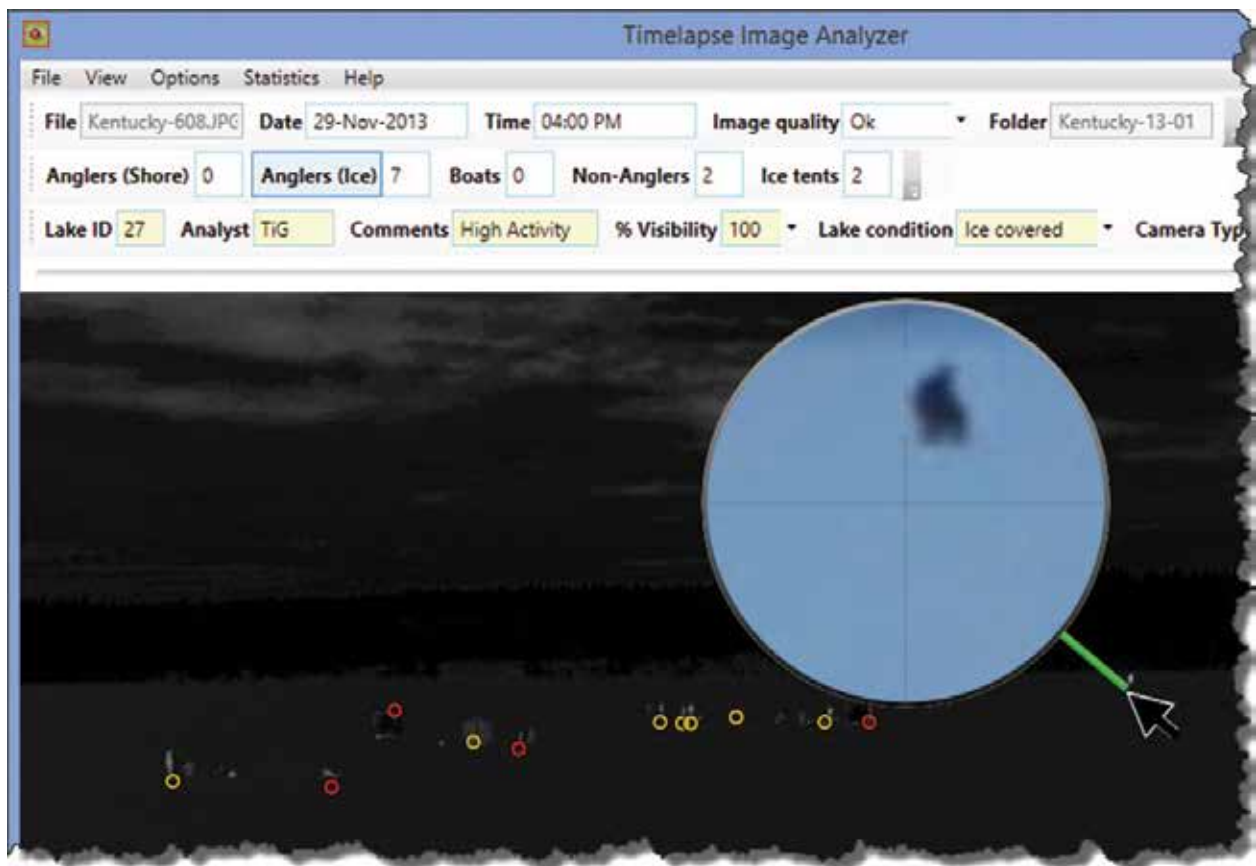 Timelapse Image Analyzer
File View Options Statistics Help
File Kentucky-608.JPG Date 29-Nov-2013 Time 04:00 PM Image quality Ok Folder Kentucky-13-01
Anglers (Shore) 0 Anglers (Ice) 7 Boats 0 Non-Anglers 2 Ice tents 2
Lake ID 27 Analyst TiG Comments High Activity % Visibility 100 Lake condition Ice covered Camera Typ